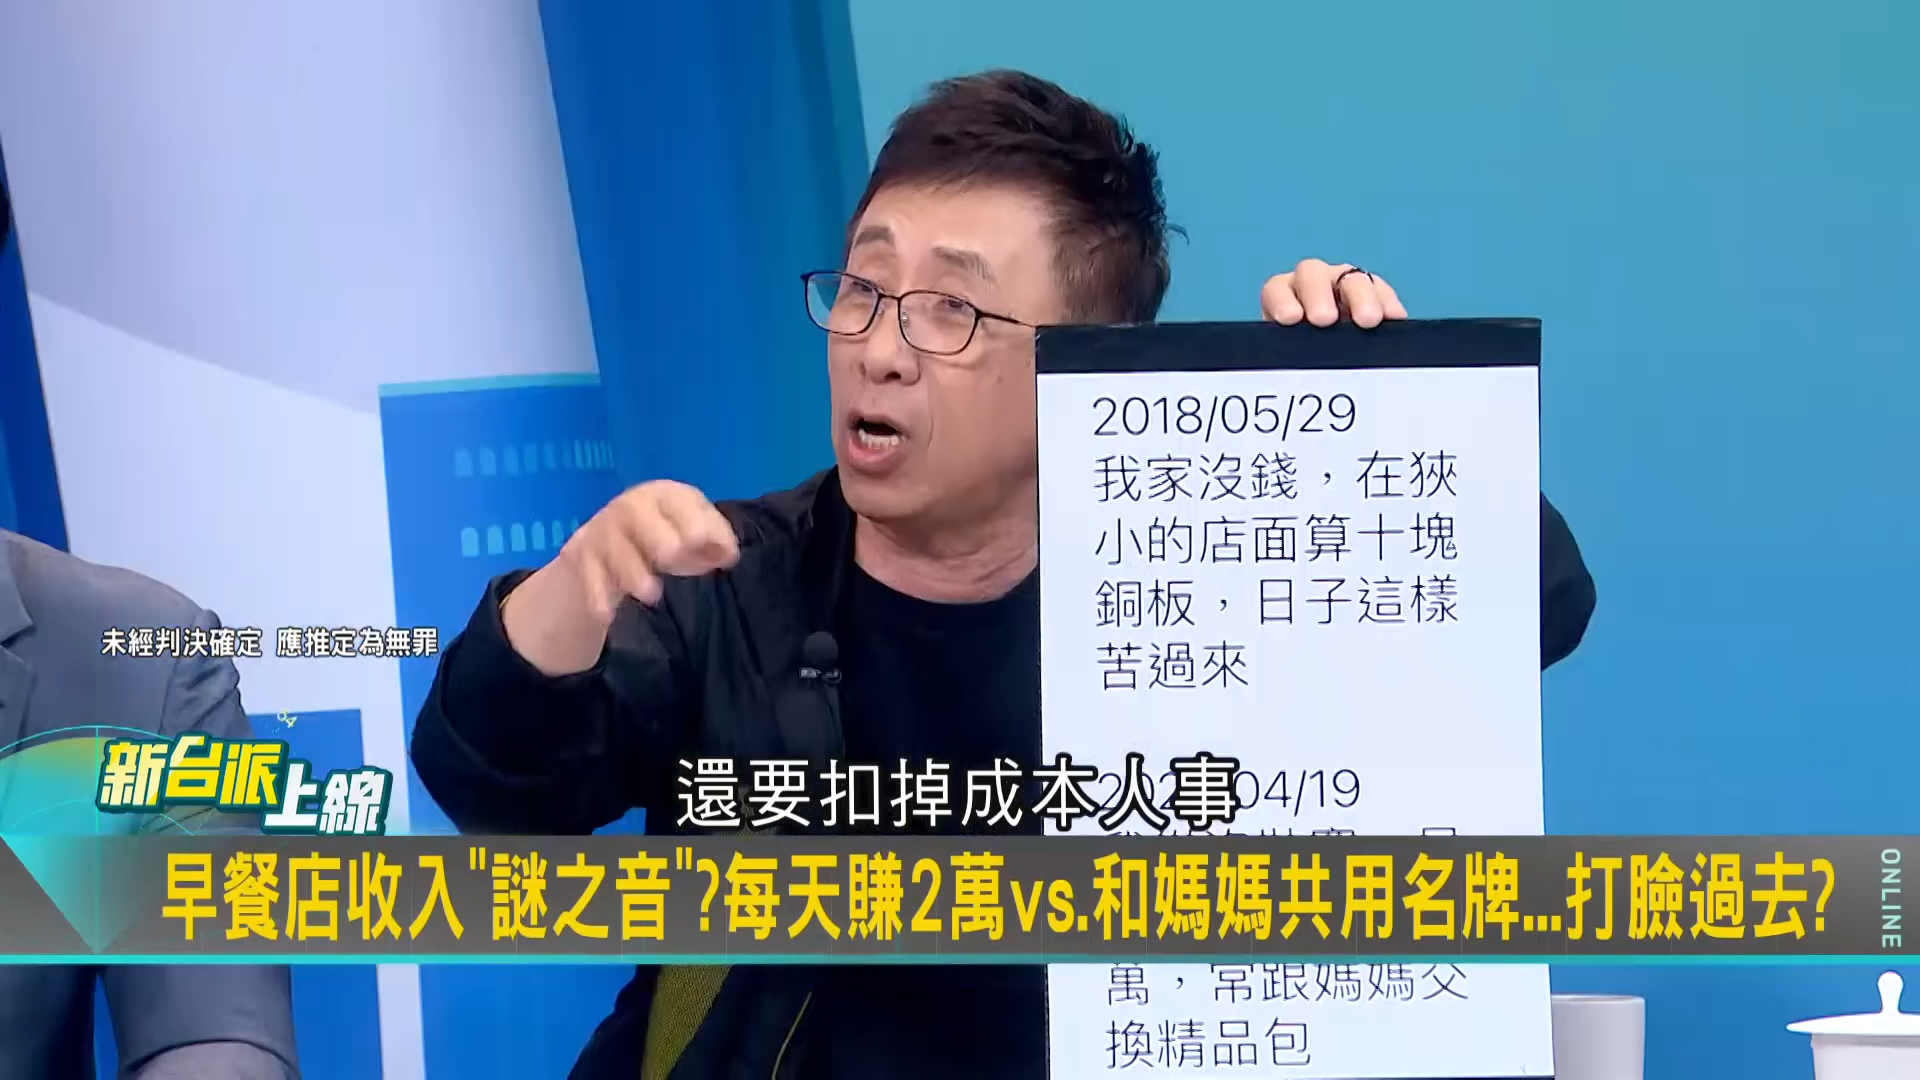 2018/05/29
我家沒錢，在狹
小的店面算十塊
銅板，日子這樣
苦過來
04/19
萬，常跟媽媽交
換精品包
未經判決確定 應推定為無罪
新台派上線
還要扣掉成本人事
早餐店收入"謎之音"?每天賺2萬vs.和媽媽共用名牌...打臉過去?
ONLINE